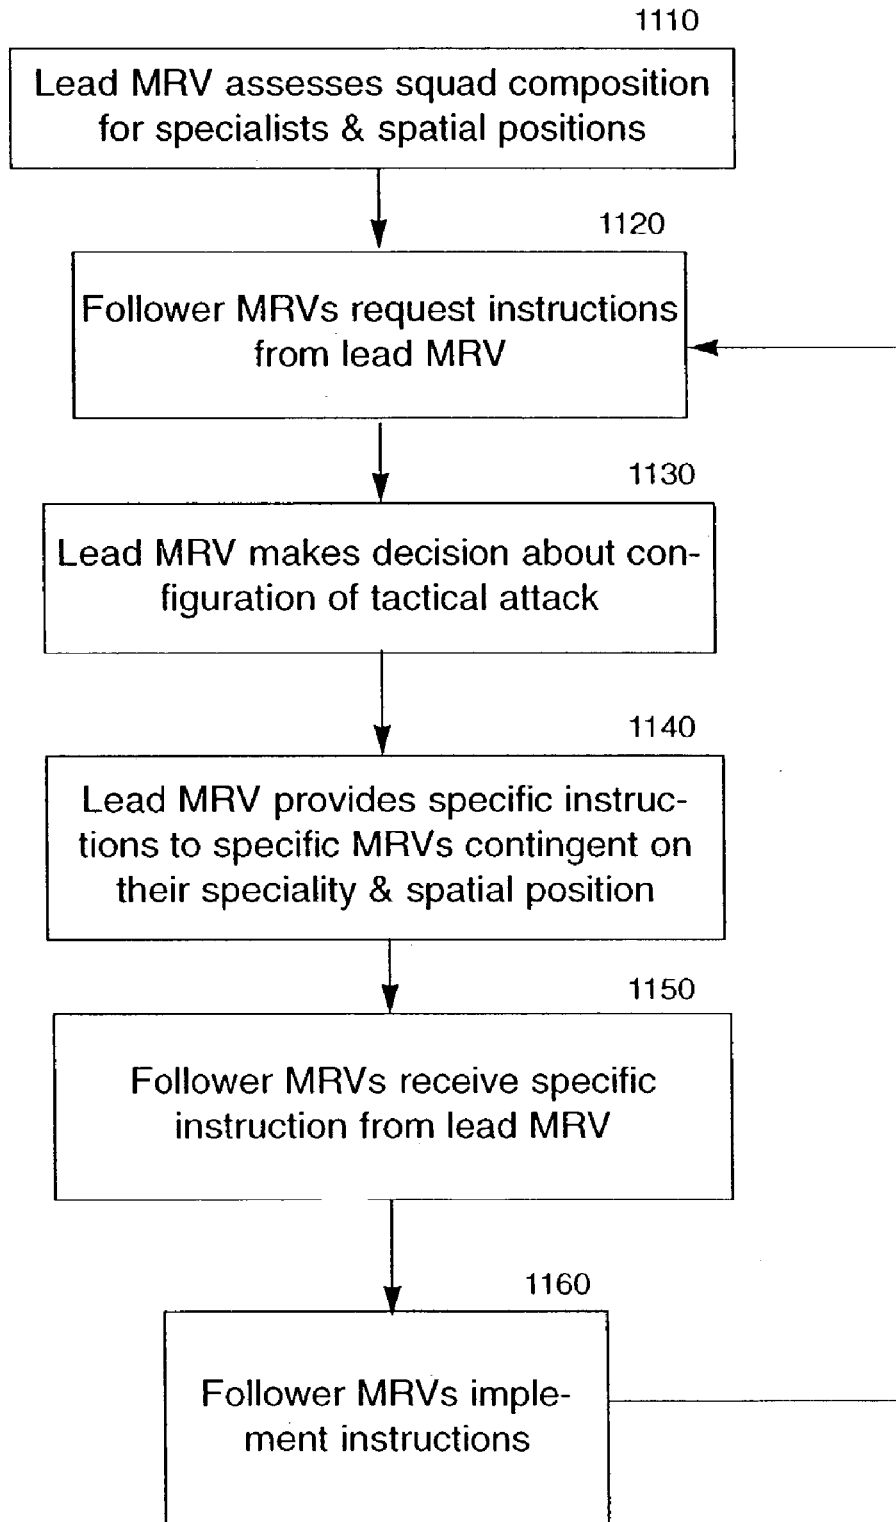 1110
Lead MRV assesses squad composition
for specialists & spatial positions
1120
Follower MRVs request instructions
from lead MRV
1130
Lead MRV makes decision about con-
figuration of tactical attack
1140
Lead MRV provides specific instruc-
tions to specific MRVs contingent on
their speciality & spatial position
1150
Follower MRVs receive specific
instruction from lead MRV
1160
Follower MRVs imple-
ment instructions